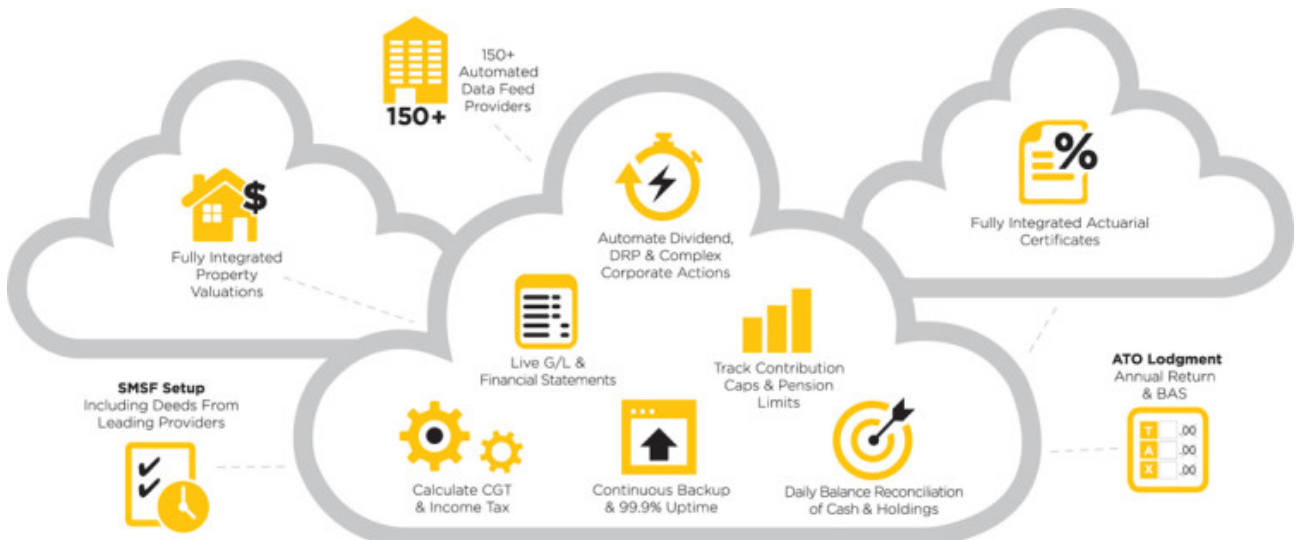 150+
150+
Automated
Data Feed
Providers
$
Fully Integrated
Property
Valuations
Automate Dividend,
DRP & Complex
Corporate Actions
%
Fully Integrated Actuarial
Certificates
Live G/L &
Financial Statements
Track Contribution
Caps & Pension
Limits
SMSF Setup
Including Deeds From
Leading Providers
ATO Lodgment
Annual Return
& BAS
T .00
A .00
X .00
Calculate CGT
& Income Tax
Continuous Backup
& 99.9% Uptime
Daily Balance Reconciliation
of Cash & Holdings